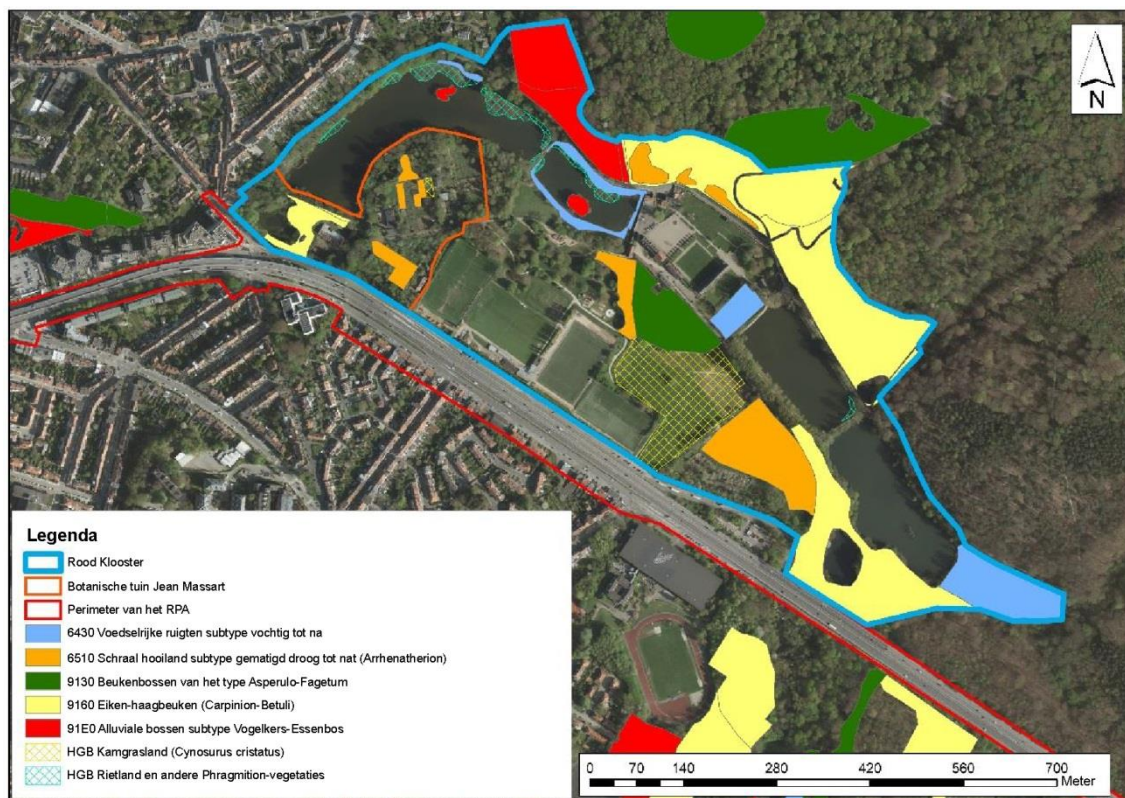 N
Legenda
Rood Klooster
Botanische tuin Jean Massart
Perimeter van het RPA
6430 Voedselrijke ruigten subtype vochtig tot na
6510 Schraal hooiland subtype gematigd droog tot nat (Arrhenatherion)
9130 Beukenbossen van het type Asperulo-Fagetum
9160 Eiken-haagbeuken (Carpinion-Betuli)
91E0 Alluviale bossen subtype Vogelkers-Essenbos
HGB Kamgrasland (Cynosurus cristatus)
HGB Rietland en andere Phragmition-vegetaties
0 70 140 280 420 560 700
Meter